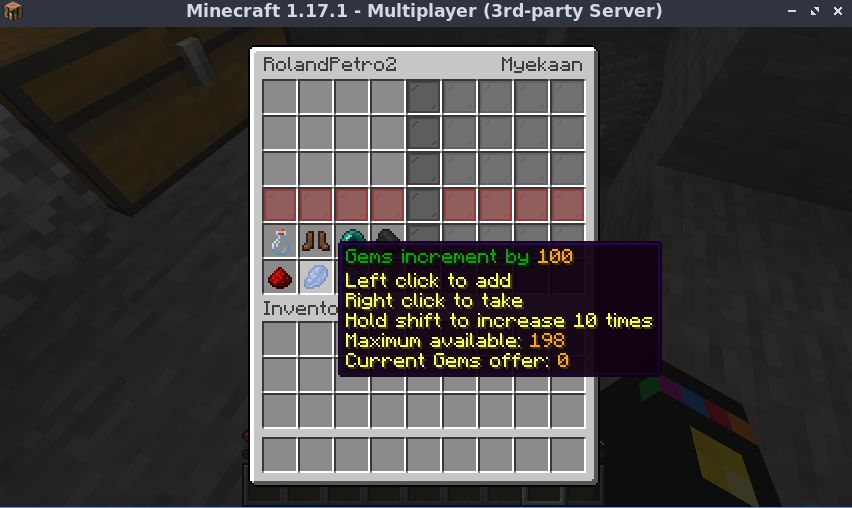 Minecraft 1.17.1 - Multiplayer (3rd-party Server)
RolandPetro2 Myekaan
Gems increment by 100
Left click to add
Right click to take
Hold shift to increase 10 times
Maximum available: 198
Current Gems offer: 0
Invento